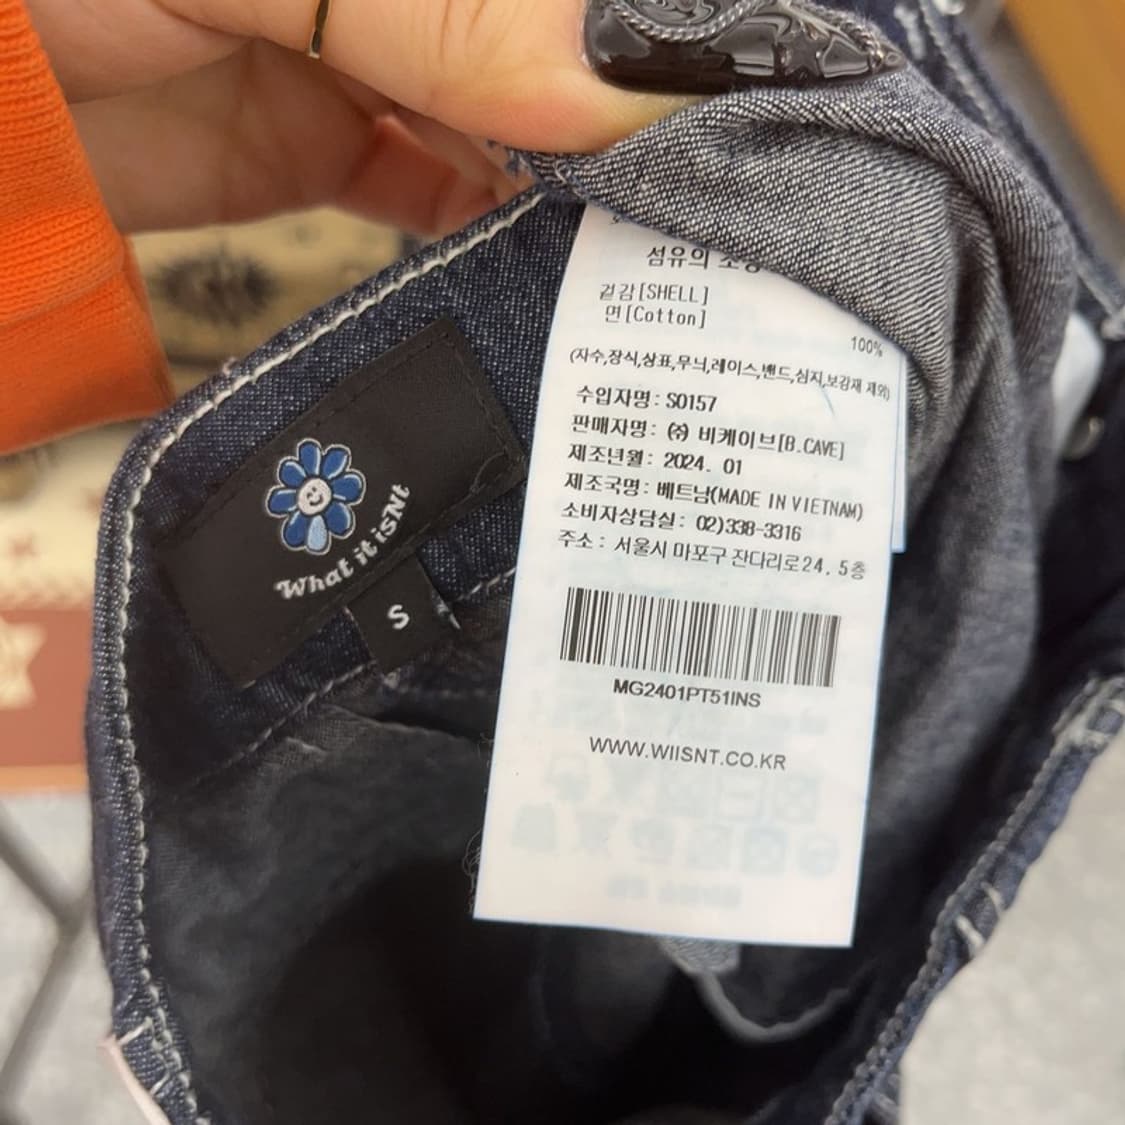 What it isNt
S
섬유의 조성
겉감[SHELL]
면[Cotton]
100%
(자수,장식,상표,무늬,레이스,밴드,심지,보강재 제외)
수입자명: S0157
판매자명: ㈜ 비케이브[B.CAVE]
제조년월: 2024. 01
제조국명: 베트남(MADE IN VIETNAM)
소비자상담실: 02)338-3316
주소: 서울시 마포구 잔다리로24. 5층
MG2401PT51INS
WWW.WIISNT.CO.KR